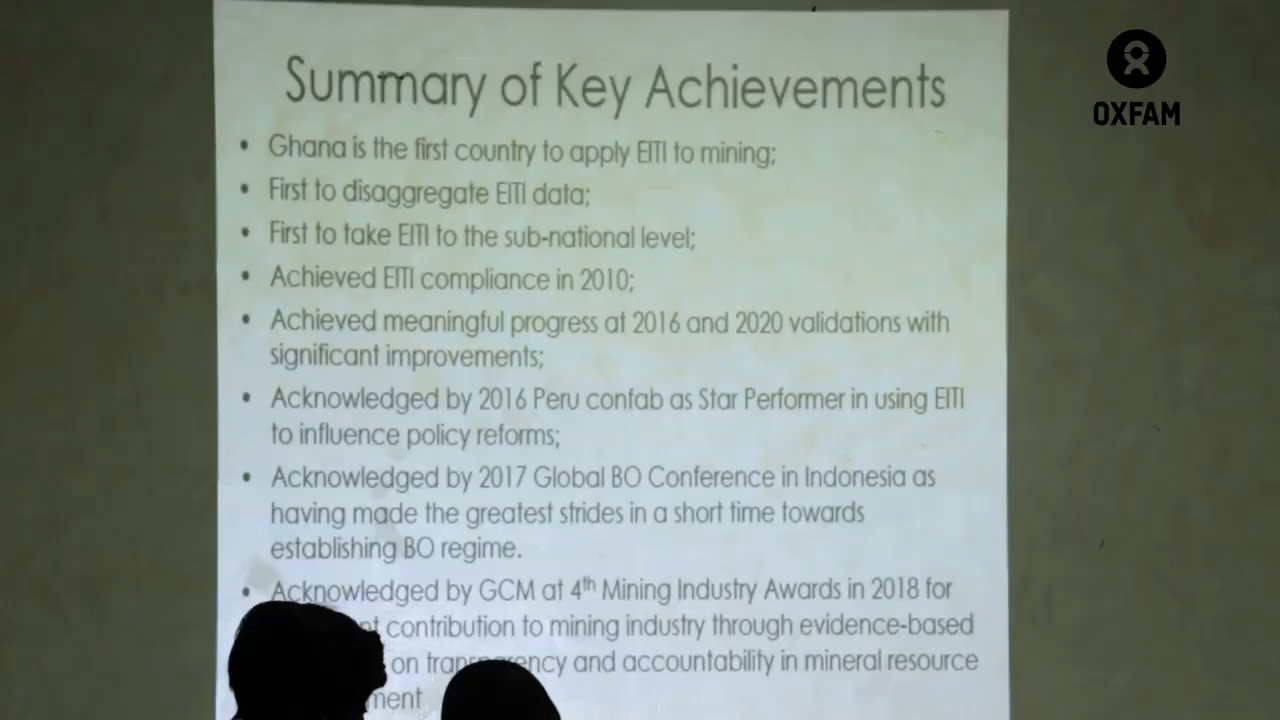 Summary of Key Achievements
OXFAM
• Ghana is the first country to apply EITI to mining;
• First to disaggregate EITI data;
• First to take EITI to the sub-national level;
• Achieved EITI compliance in 2010;
• Achieved meaningful progress at 2016 and 2020 validations with
significant improvements;
• Acknowledged by 2016 Peru confab as Star Performer in using EITI
to influence policy reforms;
• Acknowledged by 2017 Global BO Conference in Indonesia as
having made the greatest strides in a short time towards
establishing BO regime.
• Acknowledged by GCM at 4th Mining Industry Awards in 2018 for
contribution to mining industry through evidence-based
on transparency and accountability in mineral resource